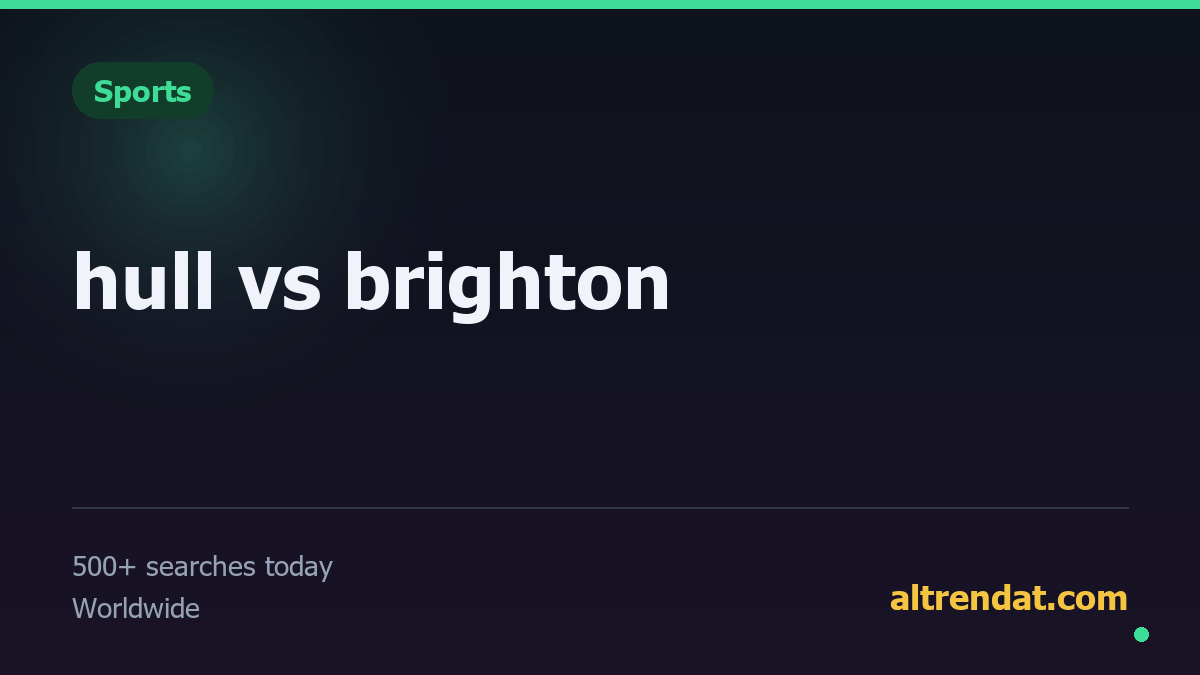 Sports
hull vs brighton
500+ searches today
Worldwide
altrendat.com